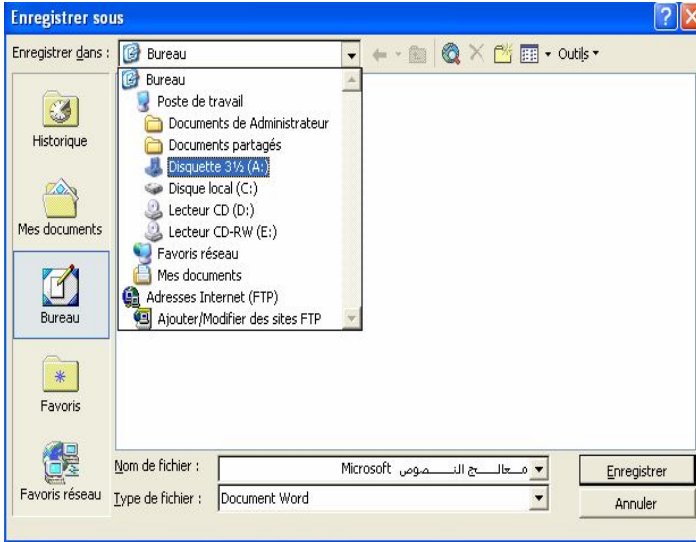 Enregistrer sous
Enregistrer dans :
Bureau
Outils
Bureau
Poste de travail
Documents de Administrateur
Documents partagés
Disquette 3½ (A:)
Disque local (C:)
Lecteur CD (D:)
Lecteur CD-RW (E:)
Favoris réseau
Mes documents
Adresses Internet (FTP)
Ajouter/Modifier des sites FTP
Historique
Mes documents
Bureau
Favoris
Favoris réseau
Nom de fichier :
مــعالــــج النـــــصوص Microsoft
Enregistrer
Type de fichier :
Document Word
Annuler